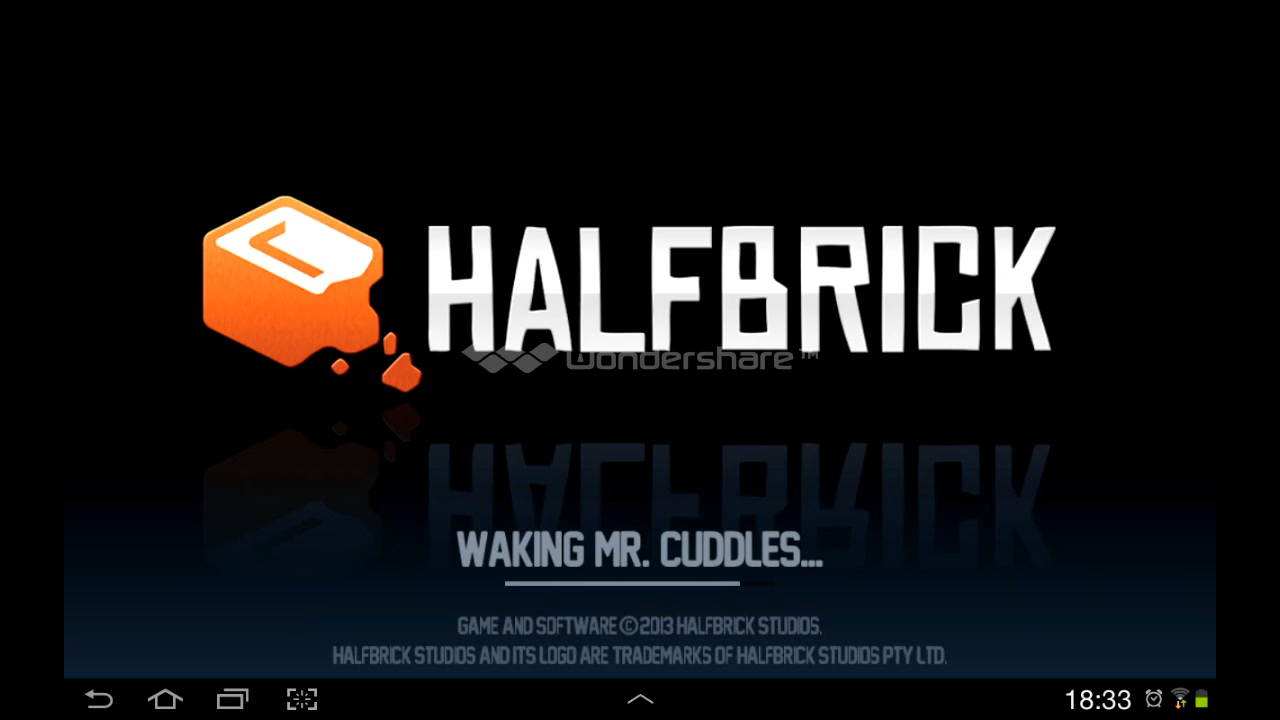 HALFBRICK
Wondershare™
WAKING MR. CUDDLES...
GAME AND SOFTWARE ©2013 HALFBRICK STUDIOS.
HALFBRICK STUDIOS AND ITS LOGO ARE TRADEMARKS OF HALFBRICK STUDIOS PTY LTD.
18:33